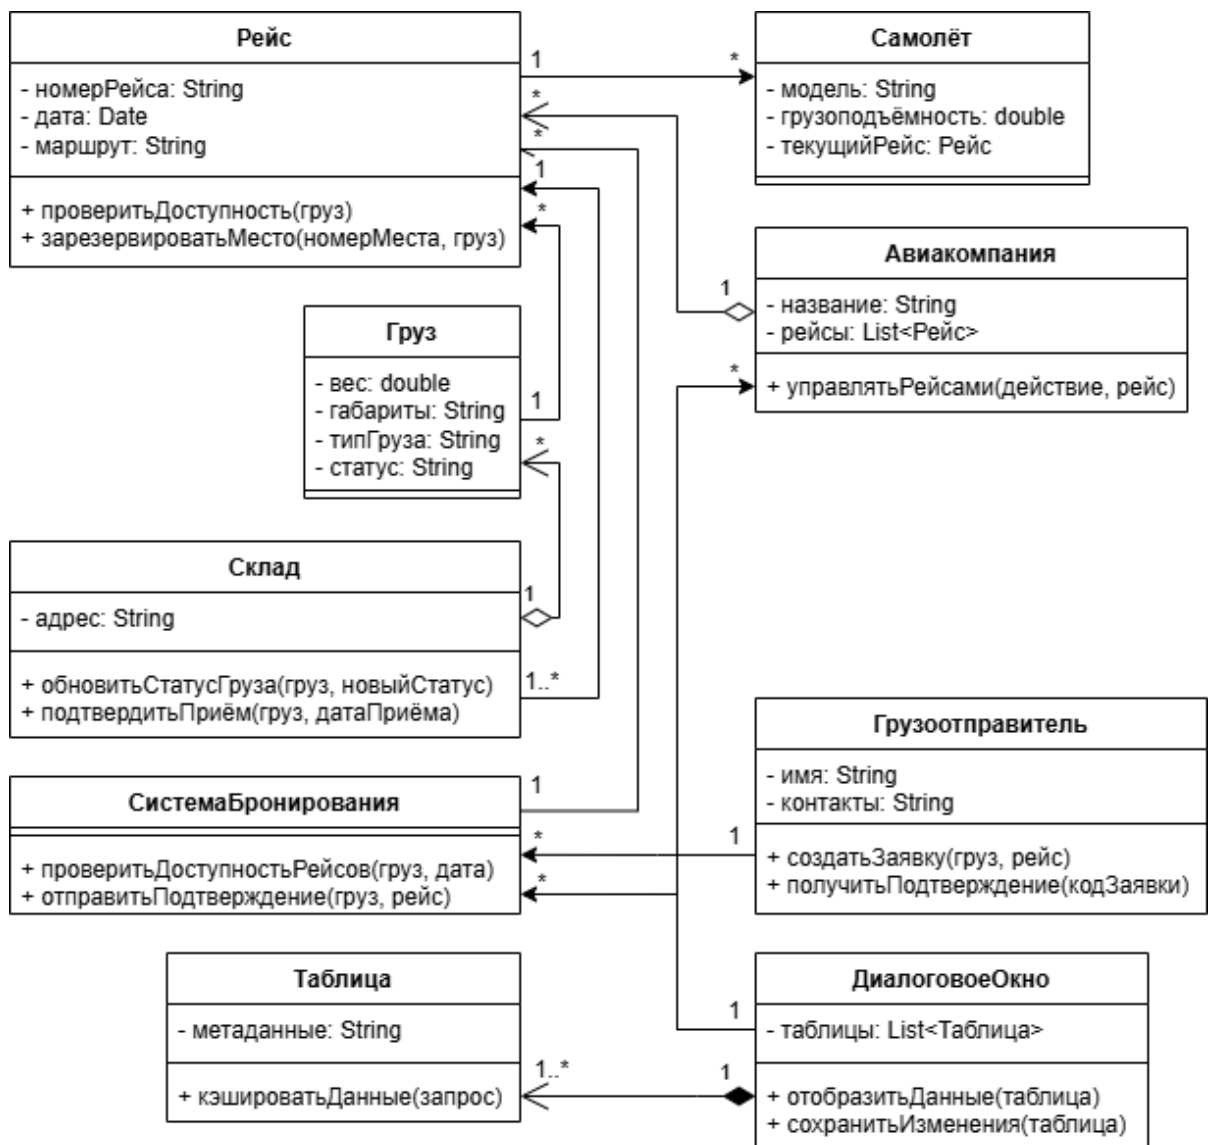 Рейс
- номерРейса: String
- дата: Date
- маршрут: String
+ проверитьДоступность(груз)
+ зарезервироватьМесто(номерМеста, груз)
1
*
*
*
1
*
Самолёт
- модель: String
- грузоподъёмность: double
- текущийРейс: Рейс
Авиакомпания
- название: String
- рейсы: List<Рейс>
+ управлятьРейсами(действие, рейс)
1
*
Груз
- вес: double
- габариты: String
- типГруза: String
- статус: String
1
*
Склад
- адрес: String
+ обновитьСтатусГруза(груз, новыйСтатус)
+ подтвердитьПриём(груз, датаПриёма)
1
1..*
СистемаБронирования
+ проверитьДоступностьРейсов(груз, дата)
+ отправитьПодтверждение(груз, рейс)
1
*
*
Грузоотправитель
- имя: String
- контакты: String
+ создатьЗаявку(груз, рейс)
+ получитьПодтверждение(кодЗаявки)
1
Таблица
- метаданные: String
+ кэшироватьДанные(запрос)
1..*
ДиалоговоеОкно
- таблицы: List<Таблица>
+ отобразитьДанные(таблица)
+ сохранитьИзменения(таблица)
1
1